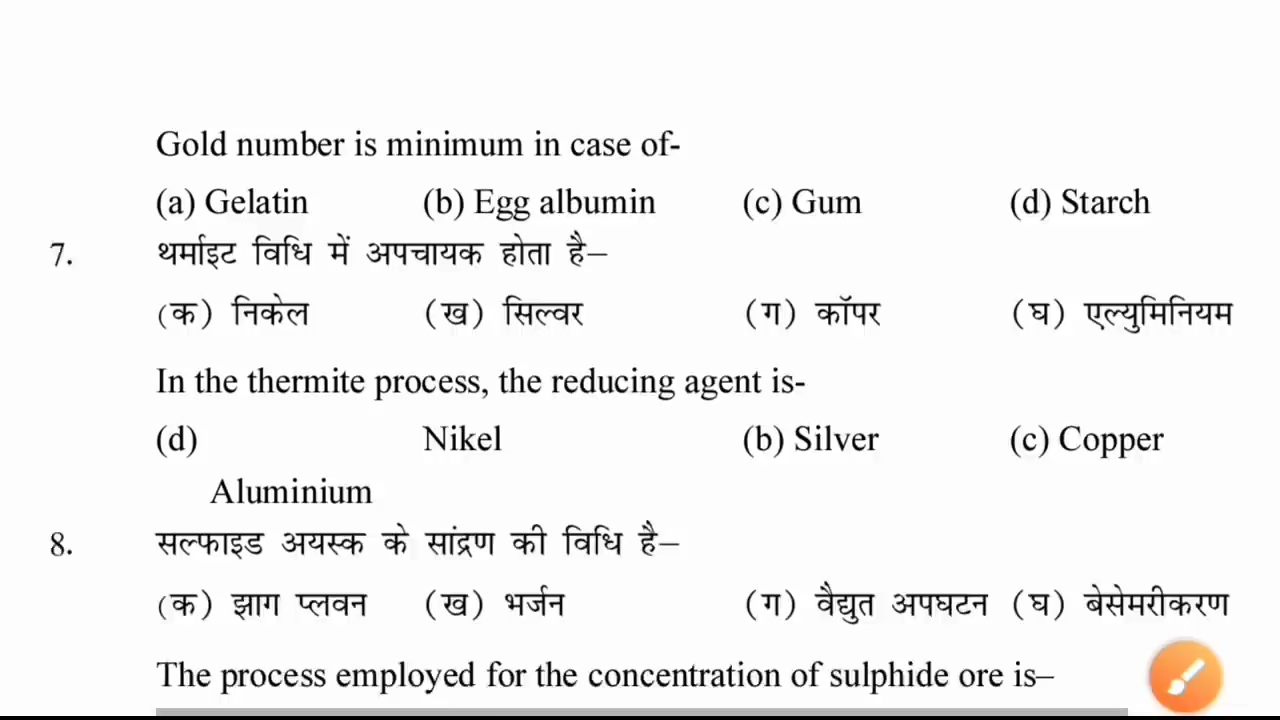 Gold number is minimum in case of-
(a) Gelatin (b) Egg albumin (c) Gum (d) Starch
7. थर्माइट विधि में अपचायक होता है–
(क) निकेल (ख) सिल्वर (ग) कॉपर (घ) एल्युमिनियम
In the thermite process, the reducing agent is-
(d) Nikel (b) Silver (c) Copper
Aluminium
8. सल्फाइड अयस्क के सांद्रण की विधि है–
(क) झाग प्लवन (ख) भर्जन (ग) वैद्युत अपघटन (घ) बेसेमरीकरण
The process employed for the concentration of sulphide ore is–